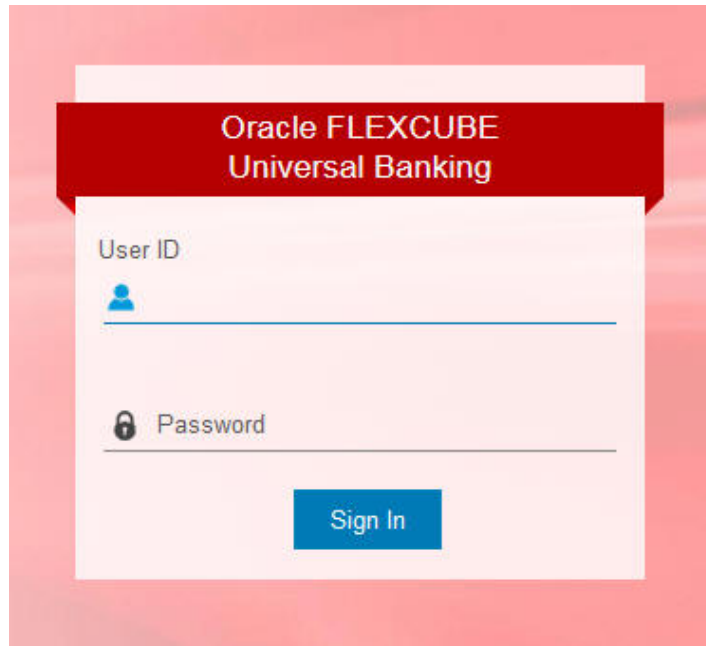 Oracle FLEXCUBE
Universal Banking
User ID
Password
Sign In